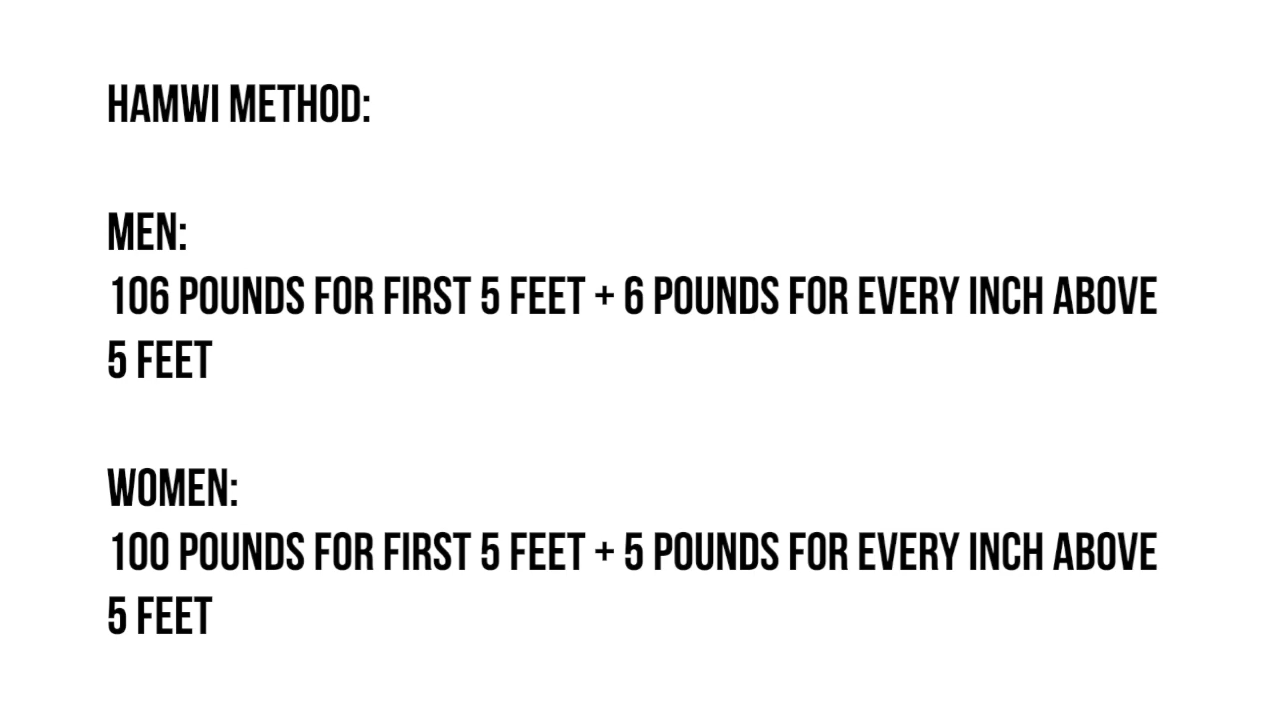 HAMWI METHOD:
MEN:
106 POUNDS FOR FIRST 5 FEET + 6 POUNDS FOR EVERY INCH ABOVE
5 FEET
WOMEN:
100 POUNDS FOR FIRST 5 FEET + 5 POUNDS FOR EVERY INCH ABOVE
5 FEET